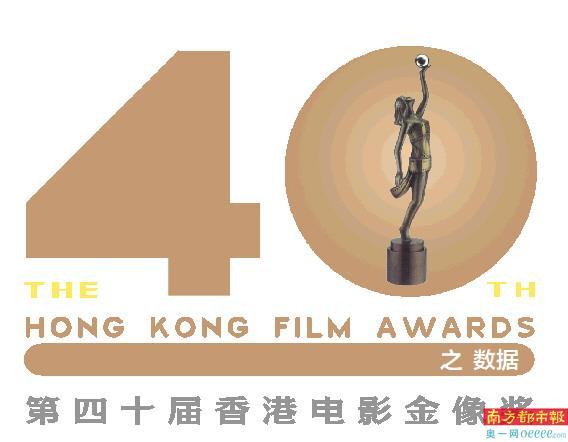 40
THE TH
HONG KONG FILM AWARDS
之 数据
第四十届香港电影金像奖
南方都市報
奥一网oeeee.com